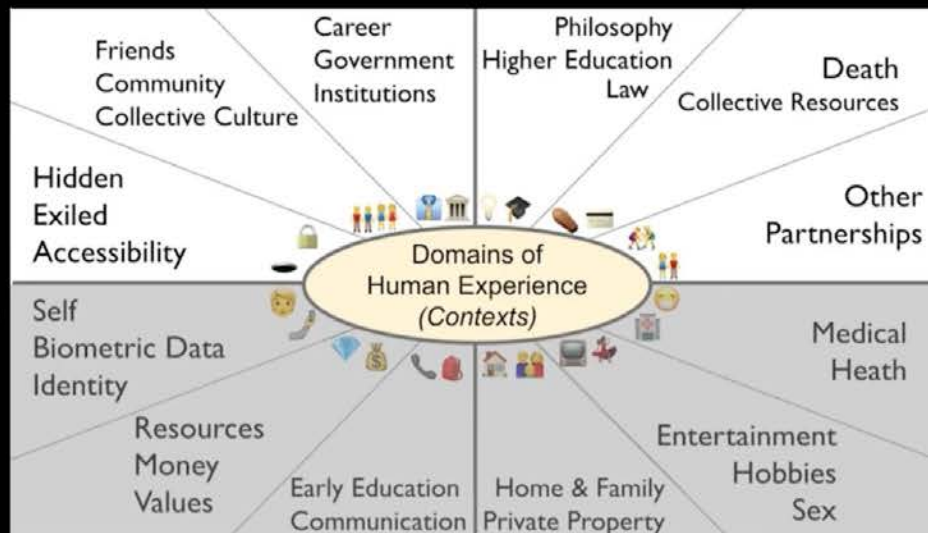 Friends
Community
Collective Culture
Career
Government
Institutions
Philosophy
Higher Education
Law
Death
Collective Resources
Hidden
Exiled
Accessibility
Other
Partnerships
Domains of
Human Experience
(Contexts)
Self
Biometric Data
Identity
Medical
Heath
Resources
Money
Values
Early Education
Communication
Home & Family
Private Property
Entertainment
Hobbies
Sex